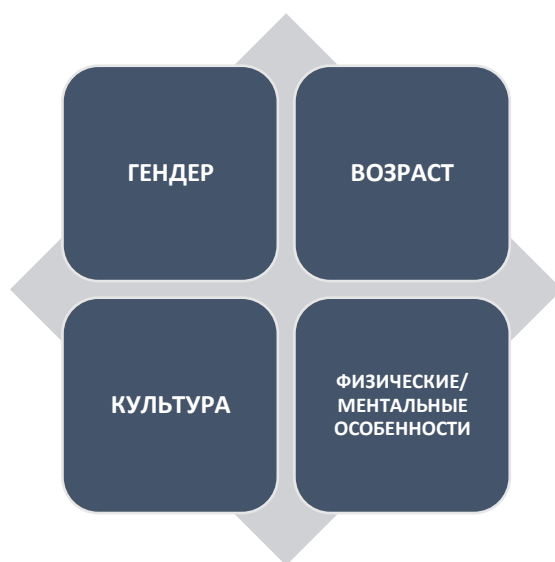 ГЕНДЕР
ВОЗРАСТ
КУЛЬТУРА
ФИЗИЧЕСКИЕ/
МЕНТАЛЬНЫЕ
ОСОБЕННОСТИ